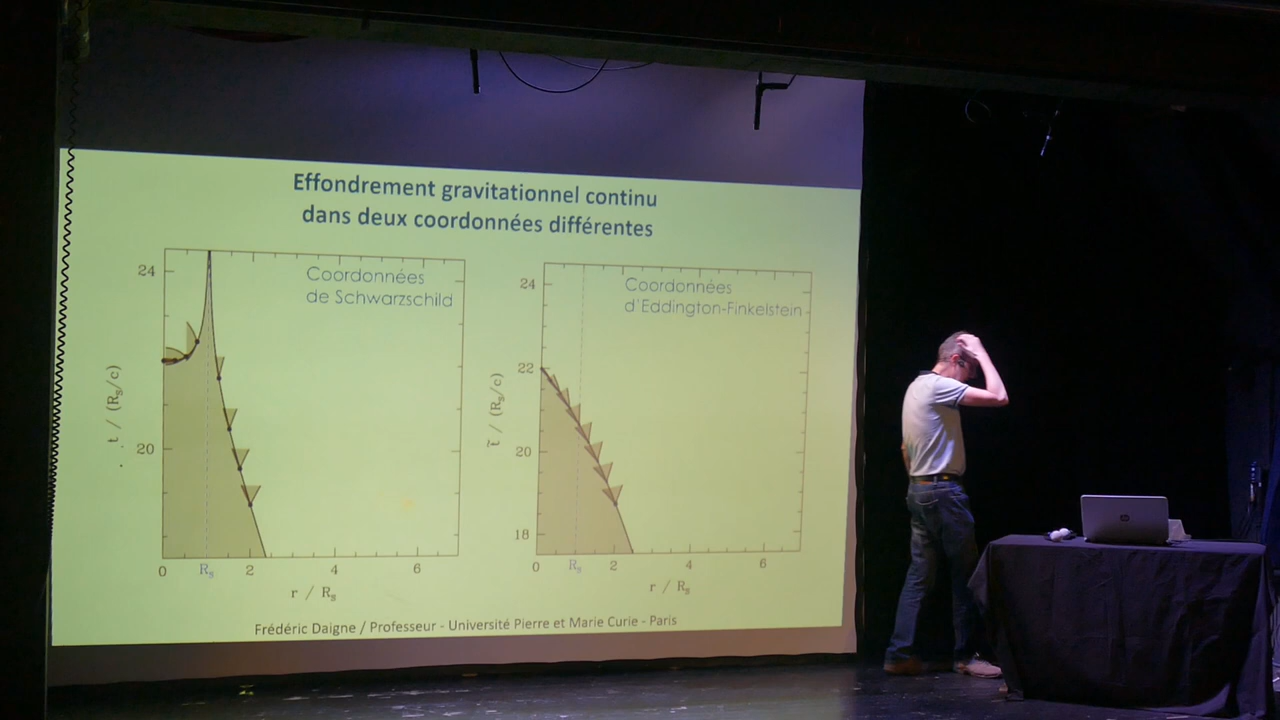 Effondrement gravitationnel continu
dans deux coordonnées différentes
Coordonnées
de Schwarzschild
24
20
t / (Rs/c)
0
Rs
2
4
6
r / Rs
Coordonnées
d'Eddington-Finkelstein
24
22
20
18
t̃ / (Rs/c)
0
Rs
2
4
6
r / Rs
Frédéric Daigne / Professeur - Université Pierre et Marie Curie - Paris
hp